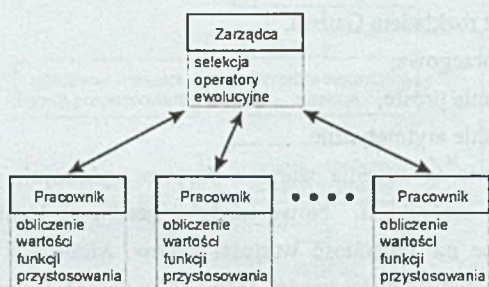 Zarządca
selekcja
operatory
ewolucyjne
Pracownik
obliczenie
wartości
funkcji
przystosowania
Pracownik
obliczenie
wartości
funkcji
przystosowania
Pracownik
obliczenie
wartości
funkcji
przystosowania